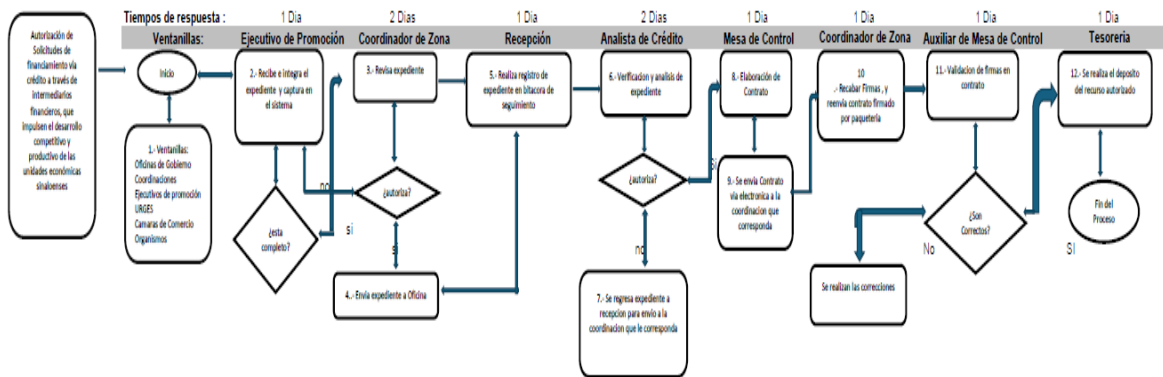 Tiempos de respuesta : 1 Dia 2 Dias 1 Dia 2 Dias 1 Dia 1 Dia 1 Dia 1 Dia
Ventanillas: Ejecutivo de Promoción Coordinador de Zona Recepción Analista de Crédito Mesa de Control Coordinador de Zona Auxiliar de Mesa de Control Tesoreria
Autorización de
Solicitudes de
financiamiento vía
crédito a través de
intermediarios
financieros, que
impulsen el desarrollo
competitivo y
productivo de las
unidades económicas
sinaloenses
Inicio
1.- Ventanillas:
Oficinas de Gobierno
Coordinaciones
Ejecutivos de promoción
URGES
Camaras de Comercio
Organismos
2.- Recibe e integra el
expediente y captura en
el sistema
¿esta
completo?
si
3.- Revisa expediente
no
¿autoriza?
si
4..- Envia expediente a Oficina
5.- Realiza registro de
expediente en bitacora de
seguimiento
6.- Verificacion y analisis de
expediente
¿autoriza?
Si
no
7.- Se regresa expediente a
recepcion para envio a la
coordinacion que le corresponda
8.- Elaboración de
Contrato
9.- Se envía Contrato
via electronica a la
coordinacion que
corresponda
10
.- Recabar Firmas , y
reenvia contrato firmado
por paqueteria
11.- Validacion de firmas en
contrato
¿Son
Correctos?
No
SI
Se realizan las correcciones
12.- Se realiza el deposito
del recurso autorizado
Fin del
Proceso